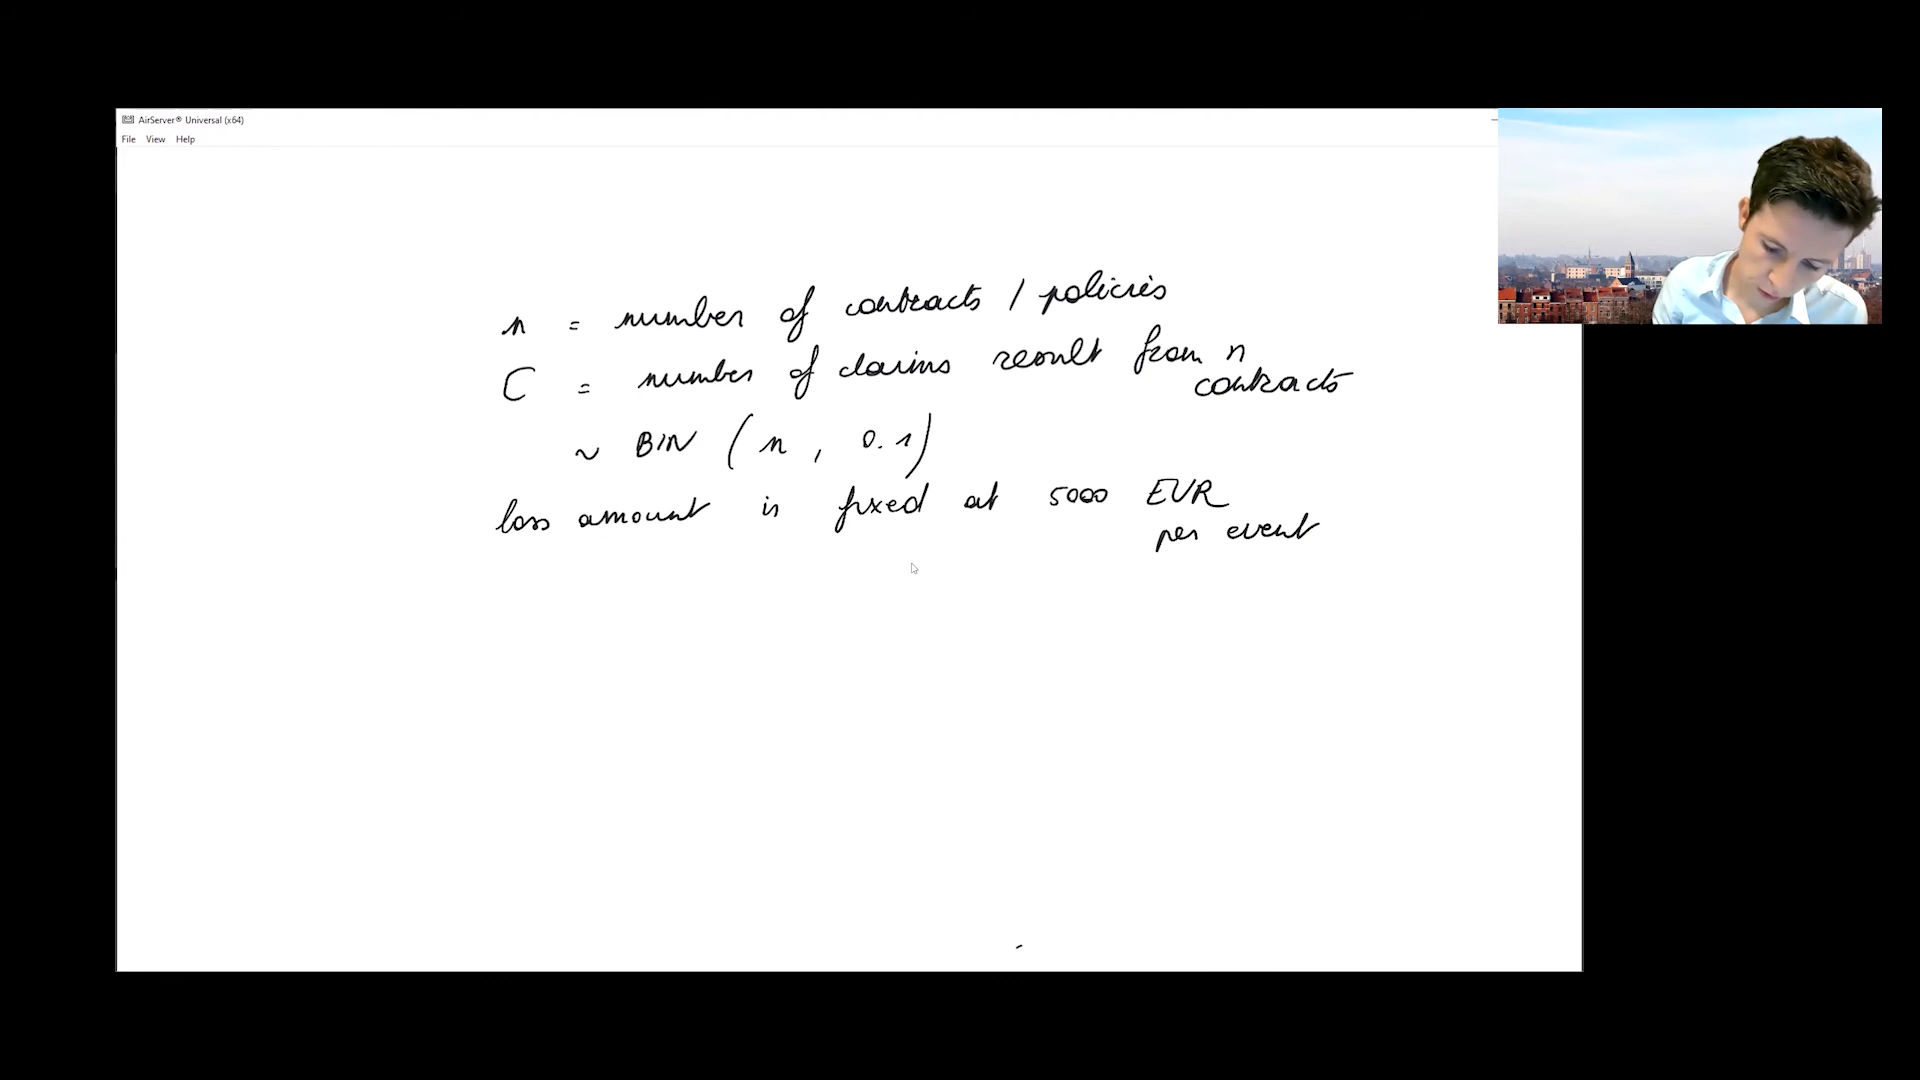 AirServer® Universal (x64)
File View Help
n = number of contracts / policies
C = number of claims result from n
contracts
~ BIN (n, 0.1)
loss amount is fixed at 5000 EUR
per event